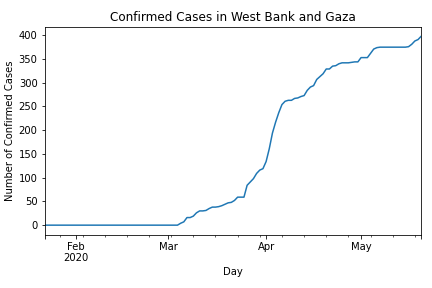 Confirmed Cases in West Bank and Gaza
Number of Confirmed Cases
400
350
300
250
200
150
100
50
0
Feb Mar Apr May
2020
Day